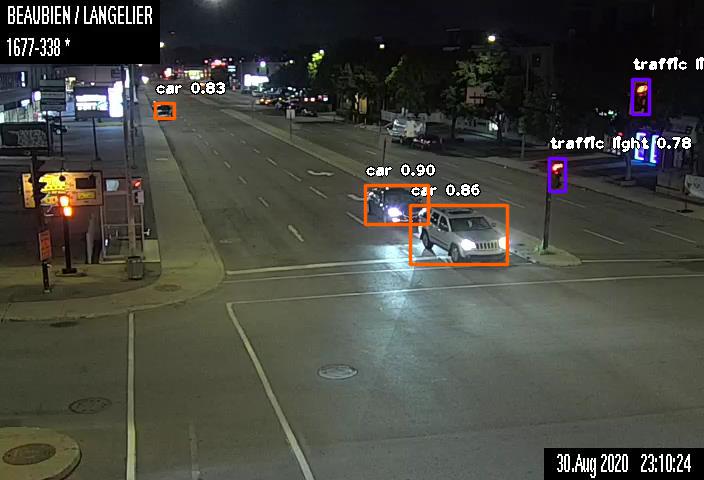 BEAUBIEN / LANGELIER
1677-338 *
car 0.83
traffic li
traffic light 0.78
car 0.90
car 0.86
30.Aug 2020 23:10:24